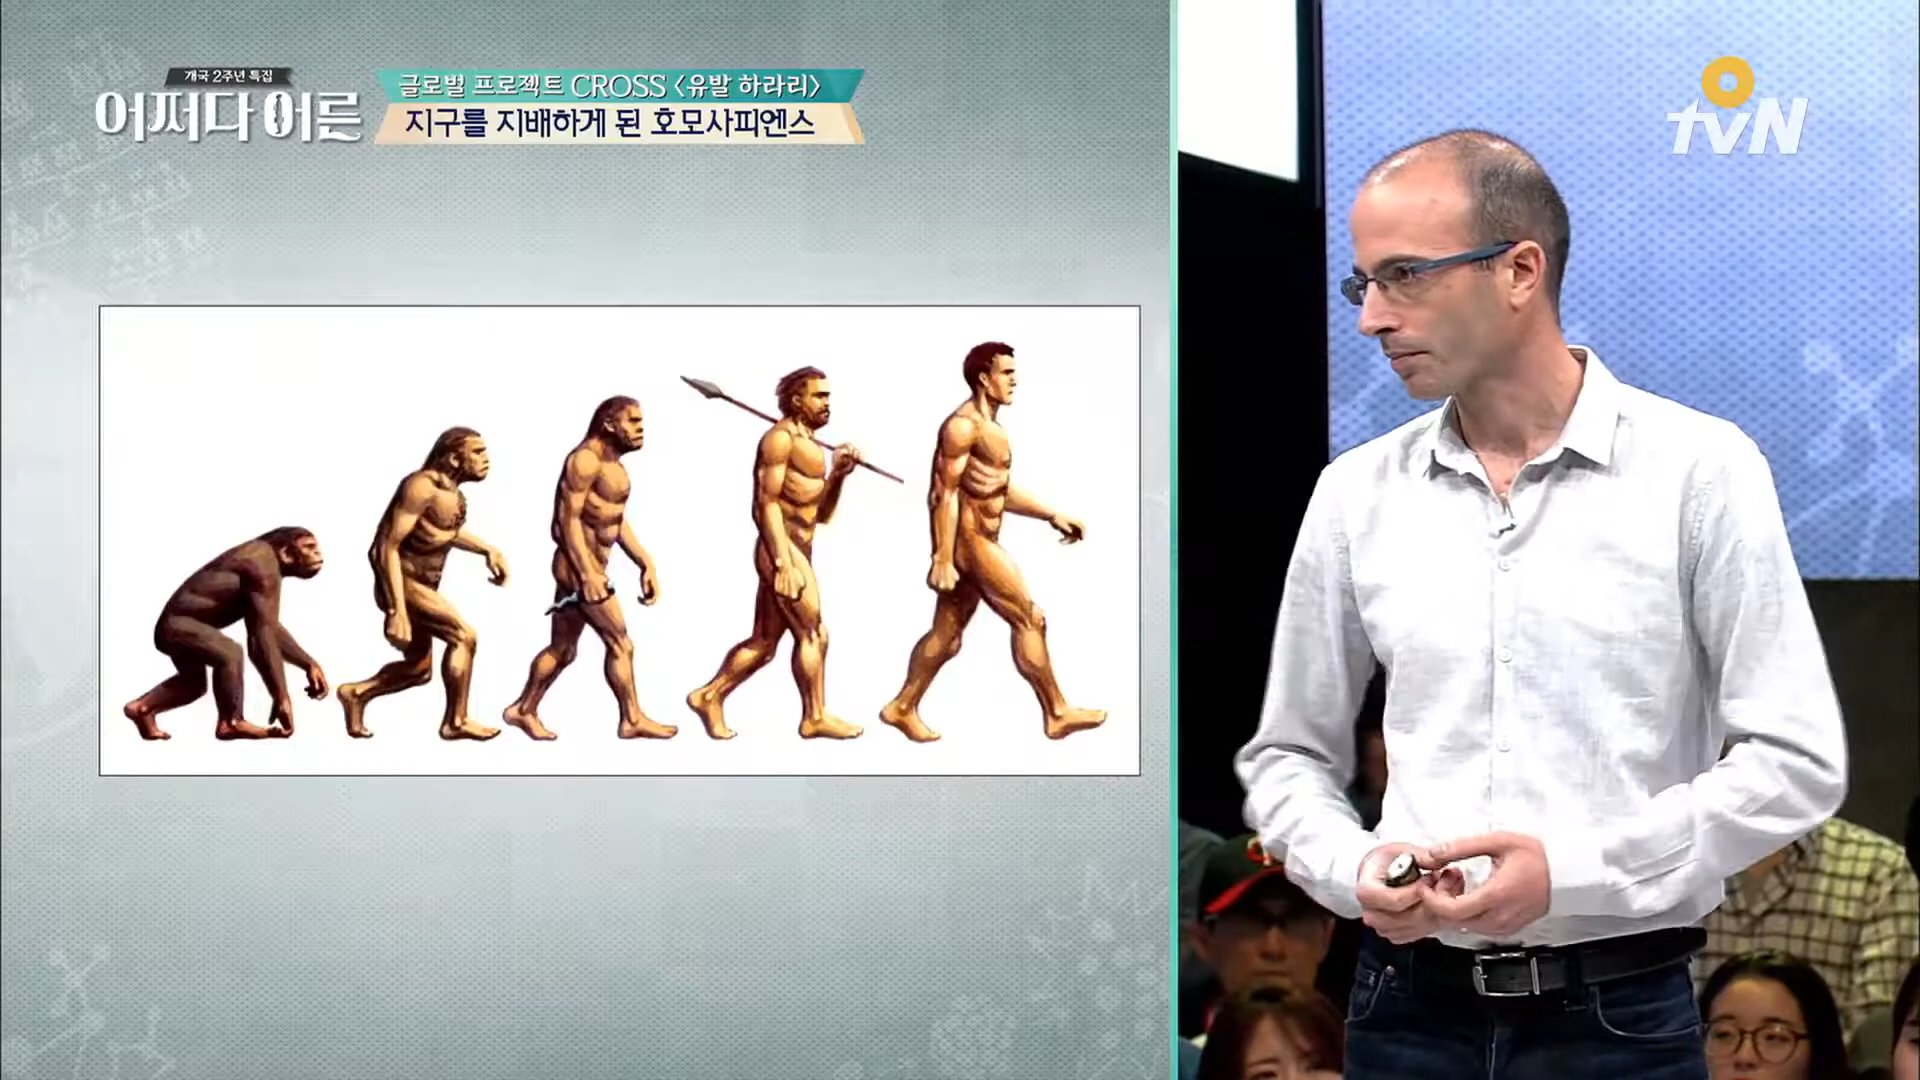 개국 2주년 특집
어쩌다 어른
글로벌 프로젝트 CROSS <유발 하라리>
지구를 지배하게 된 호모사피엔스
tvN